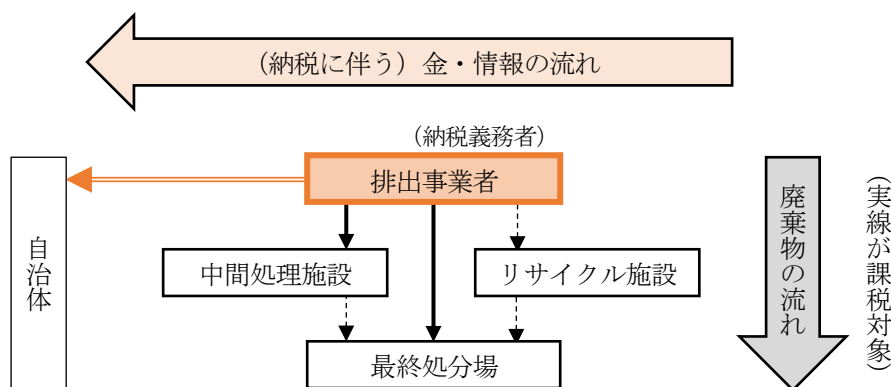 (納税に伴う)金・情報の流れ
(納税義務者)
排出事業者
自治体
中間処理施設
リサイクル施設
最終処分場
廃棄物の流れ
(実線が課税対象)